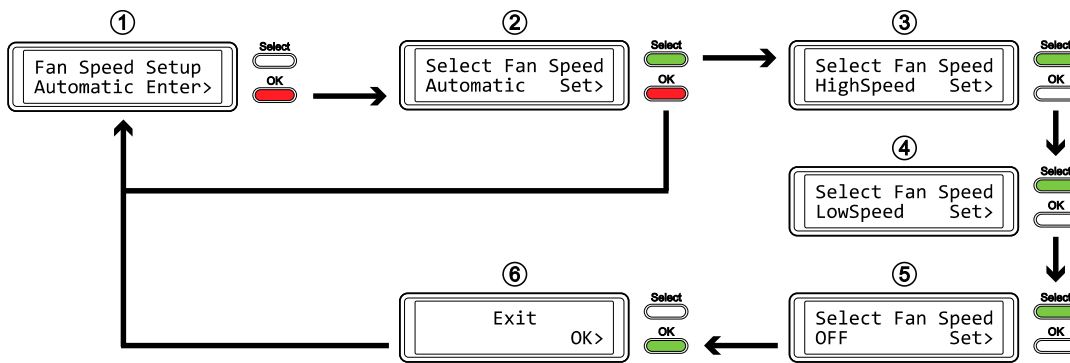 ①
Fan Speed Setup
Automatic Enter>
Select
OK
②
Select Fan Speed
Automatic Set>
Select
OK
③
Select Fan Speed
HighSpeed Set>
Select
OK
④
Select Fan Speed
LowSpeed Set>
Select
OK
⑤
Select Fan Speed
OFF Set>
Select
OK
⑥
Exit
OK>
Select
OK